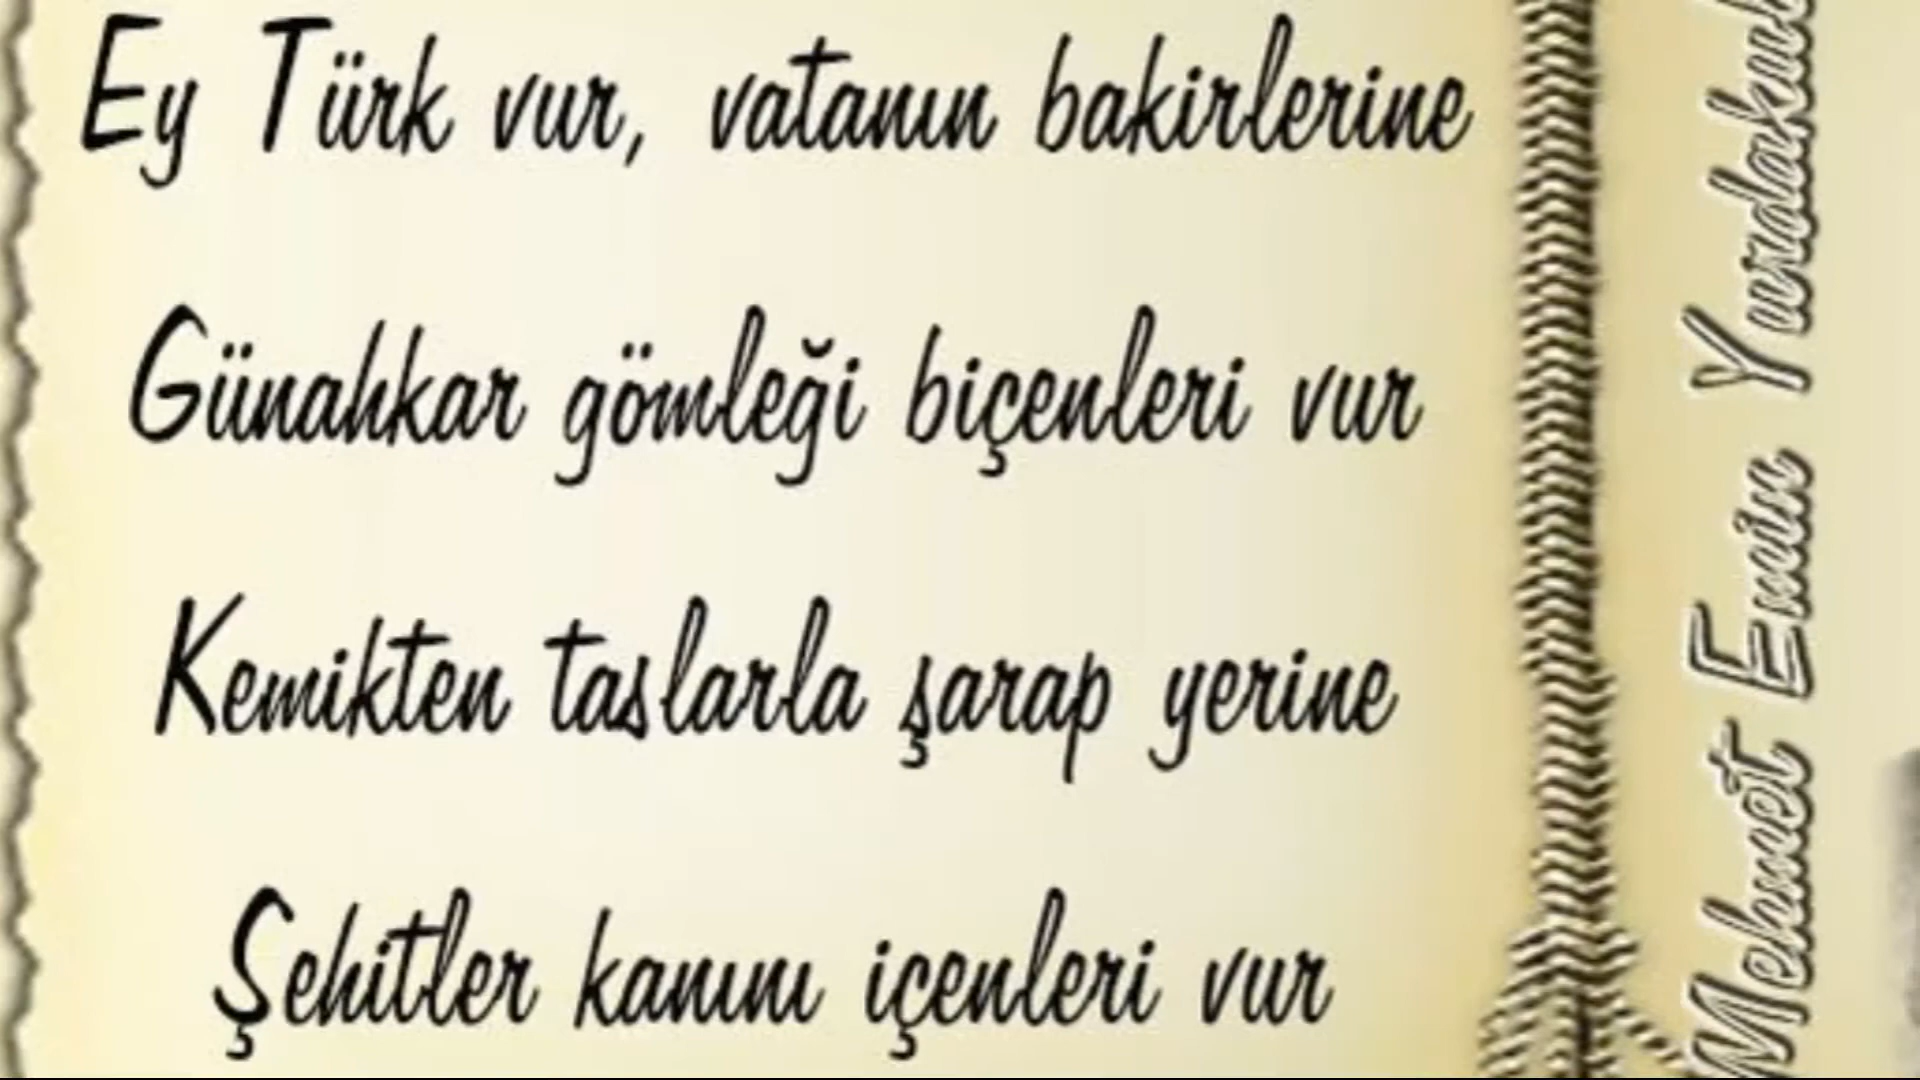 Ey Türk vur, vatanın bakirlerine
Günahkar gömleği biçenleri vur
Kemikten taslarla şarap yerine
Şehitler kanını içenleri vur
Mehmet Emin Yurdakul